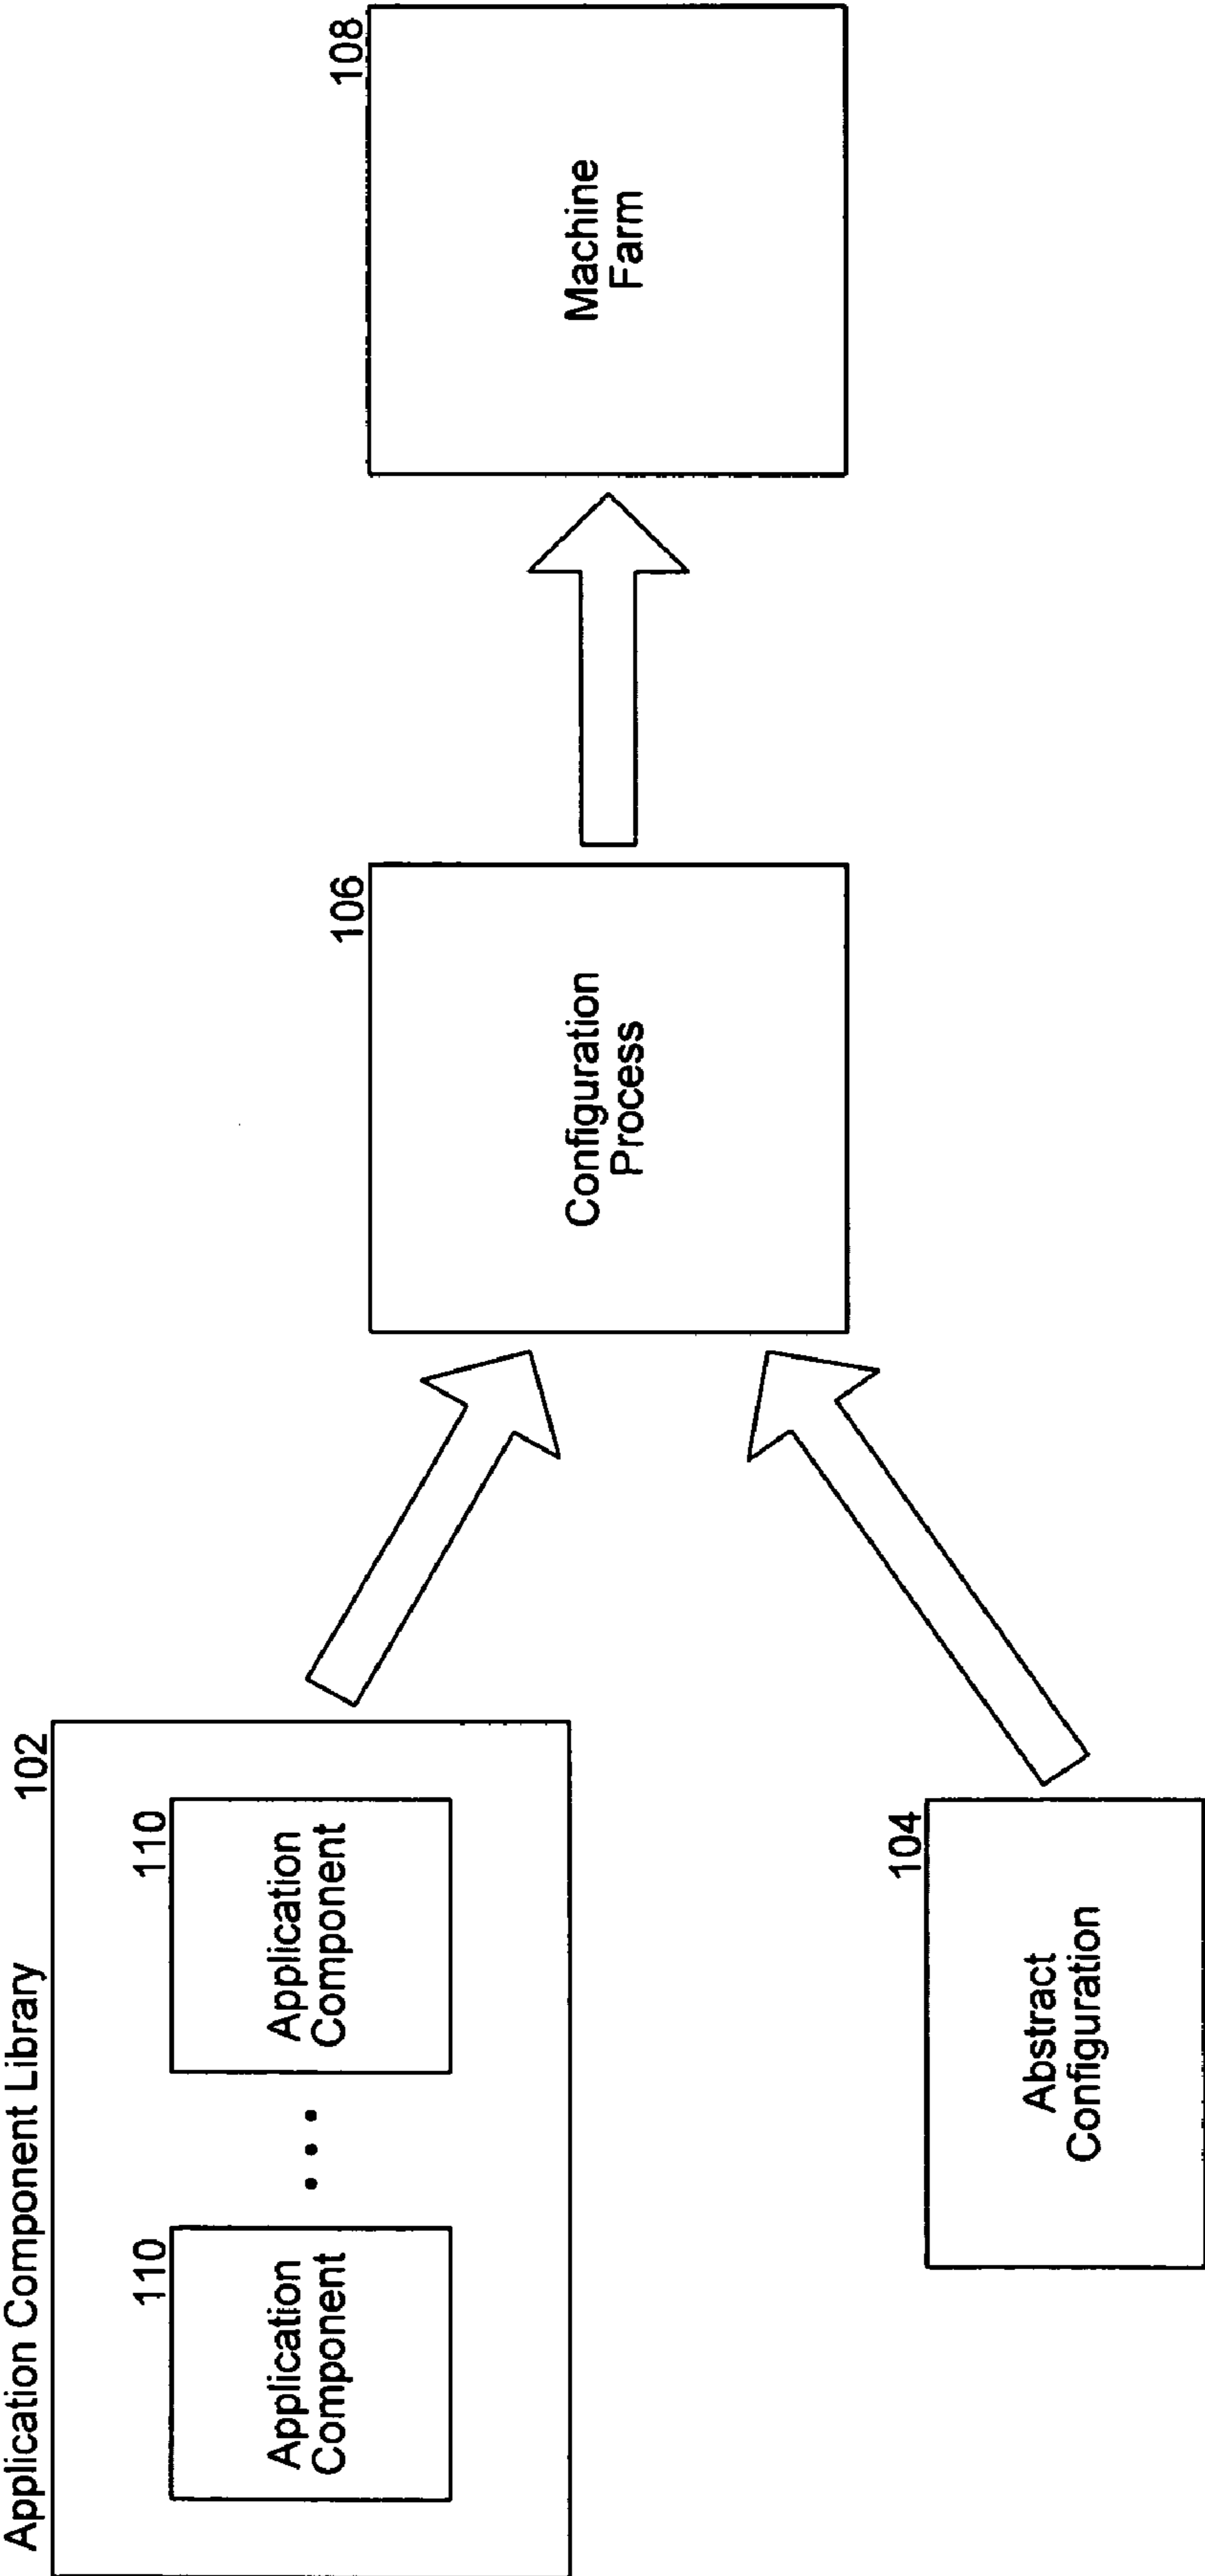 Application Component Library 102
110
Application
Component
...
110
Application
Component
104
Abstract
Configuration
106
Configuration
Process
108
Machine
Farm